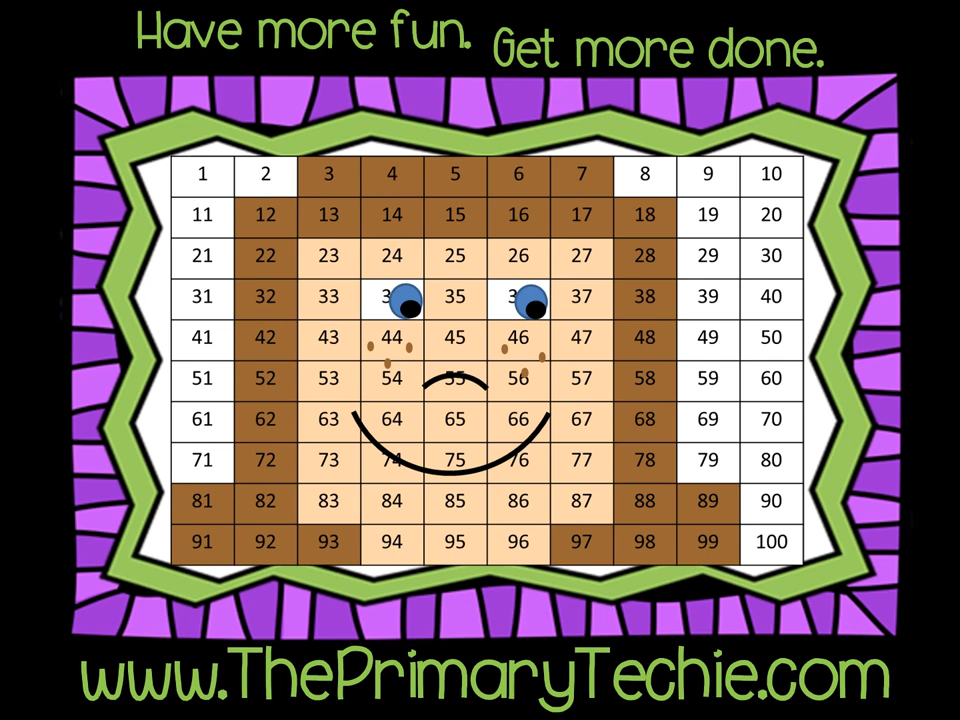 Have more fun. Get more done.
1 2 3 4 5 6 7 8 9 10
11 12 13 14 15 16 17 18 19 20
21 22 23 24 25 26 27 28 29 30
31 32 33 3 35 3 37 38 39 40
41 42 43 44 45 46 47 48 49 50
51 52 53 54 55 56 57 58 59 60
61 62 63 64 65 66 67 68 69 70
71 72 73 74 75 76 77 78 79 80
81 82 83 84 85 86 87 88 89 90
91 92 93 94 95 96 97 98 99 100
www.ThePrimaryTechie.com